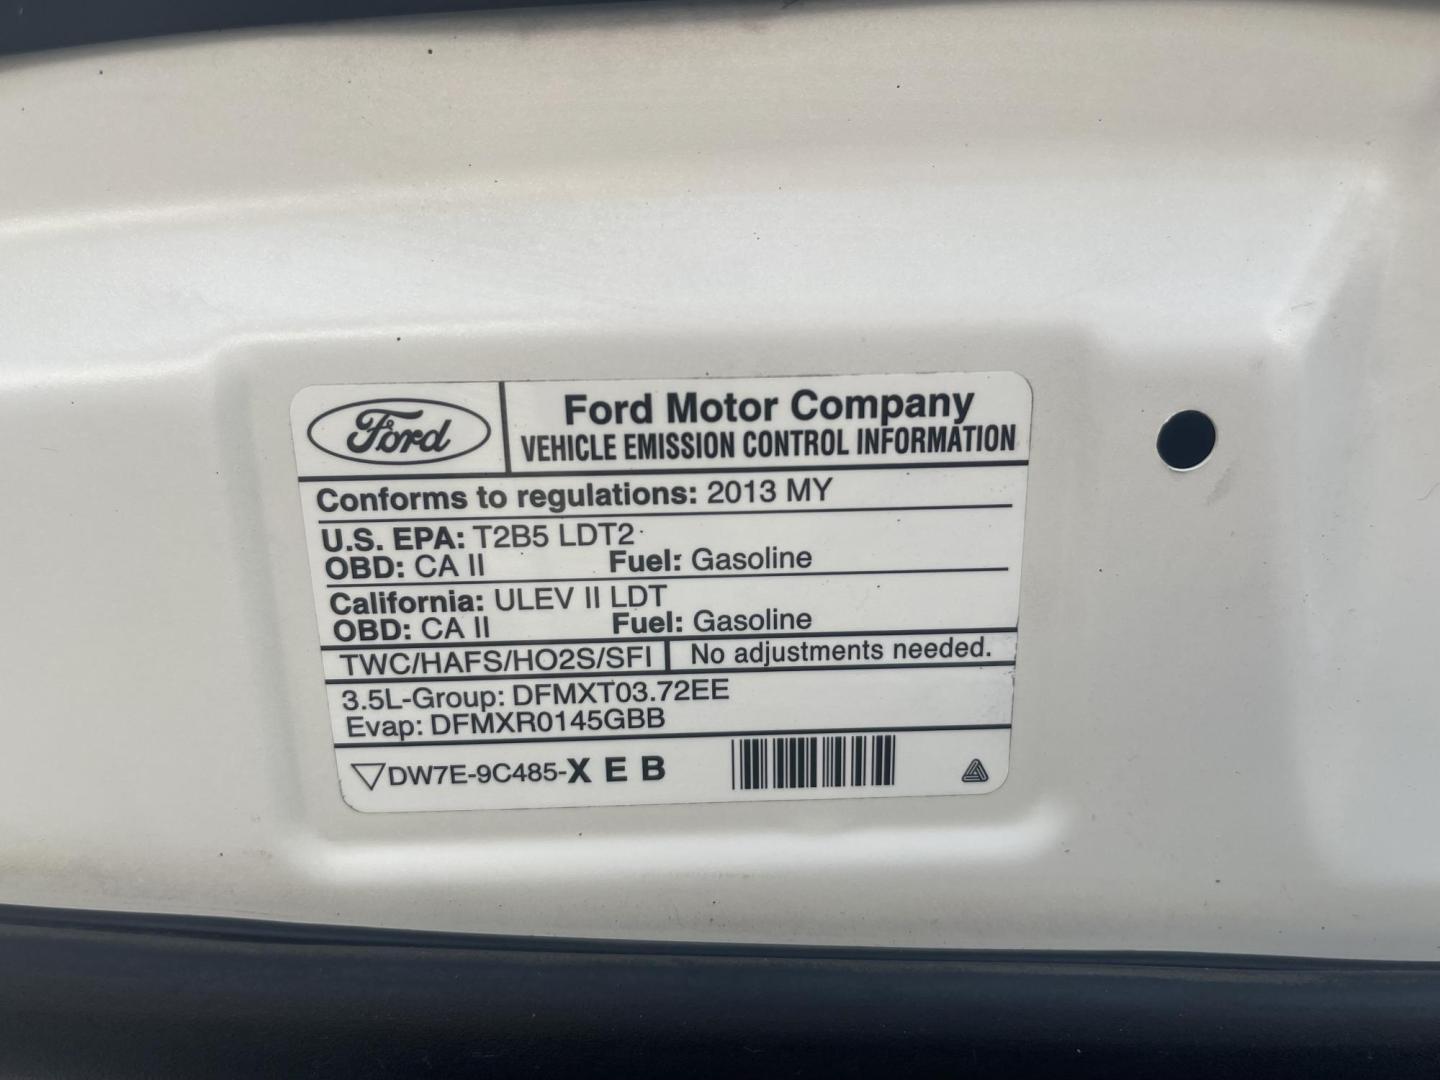 Ford
Ford Motor Company
VEHICLE EMISSION CONTROL INFORMATION
Conforms to regulations: 2013 MY
U.S. EPA: T2B5 LDT2
OBD: CA II Fuel: Gasoline
California: ULEV II LDT
OBD: CA II Fuel: Gasoline
TWC/HAFS/HO2S/SFI No adjustments needed.
3.5L-Group: DFMXT03.72EE
Evap: DFMXR0145GBB
DW7E-9C485-X E B